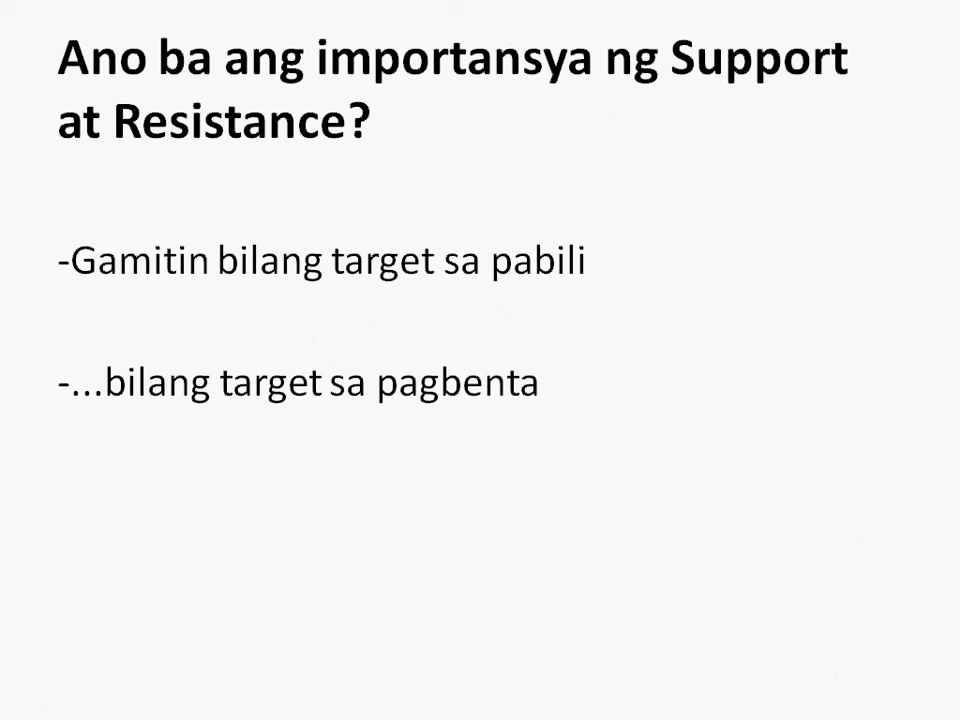 Ano ba ang importansya ng Support
at Resistance?
-Gamitin bilang target sa pabili
-...bilang target sa pagbenta